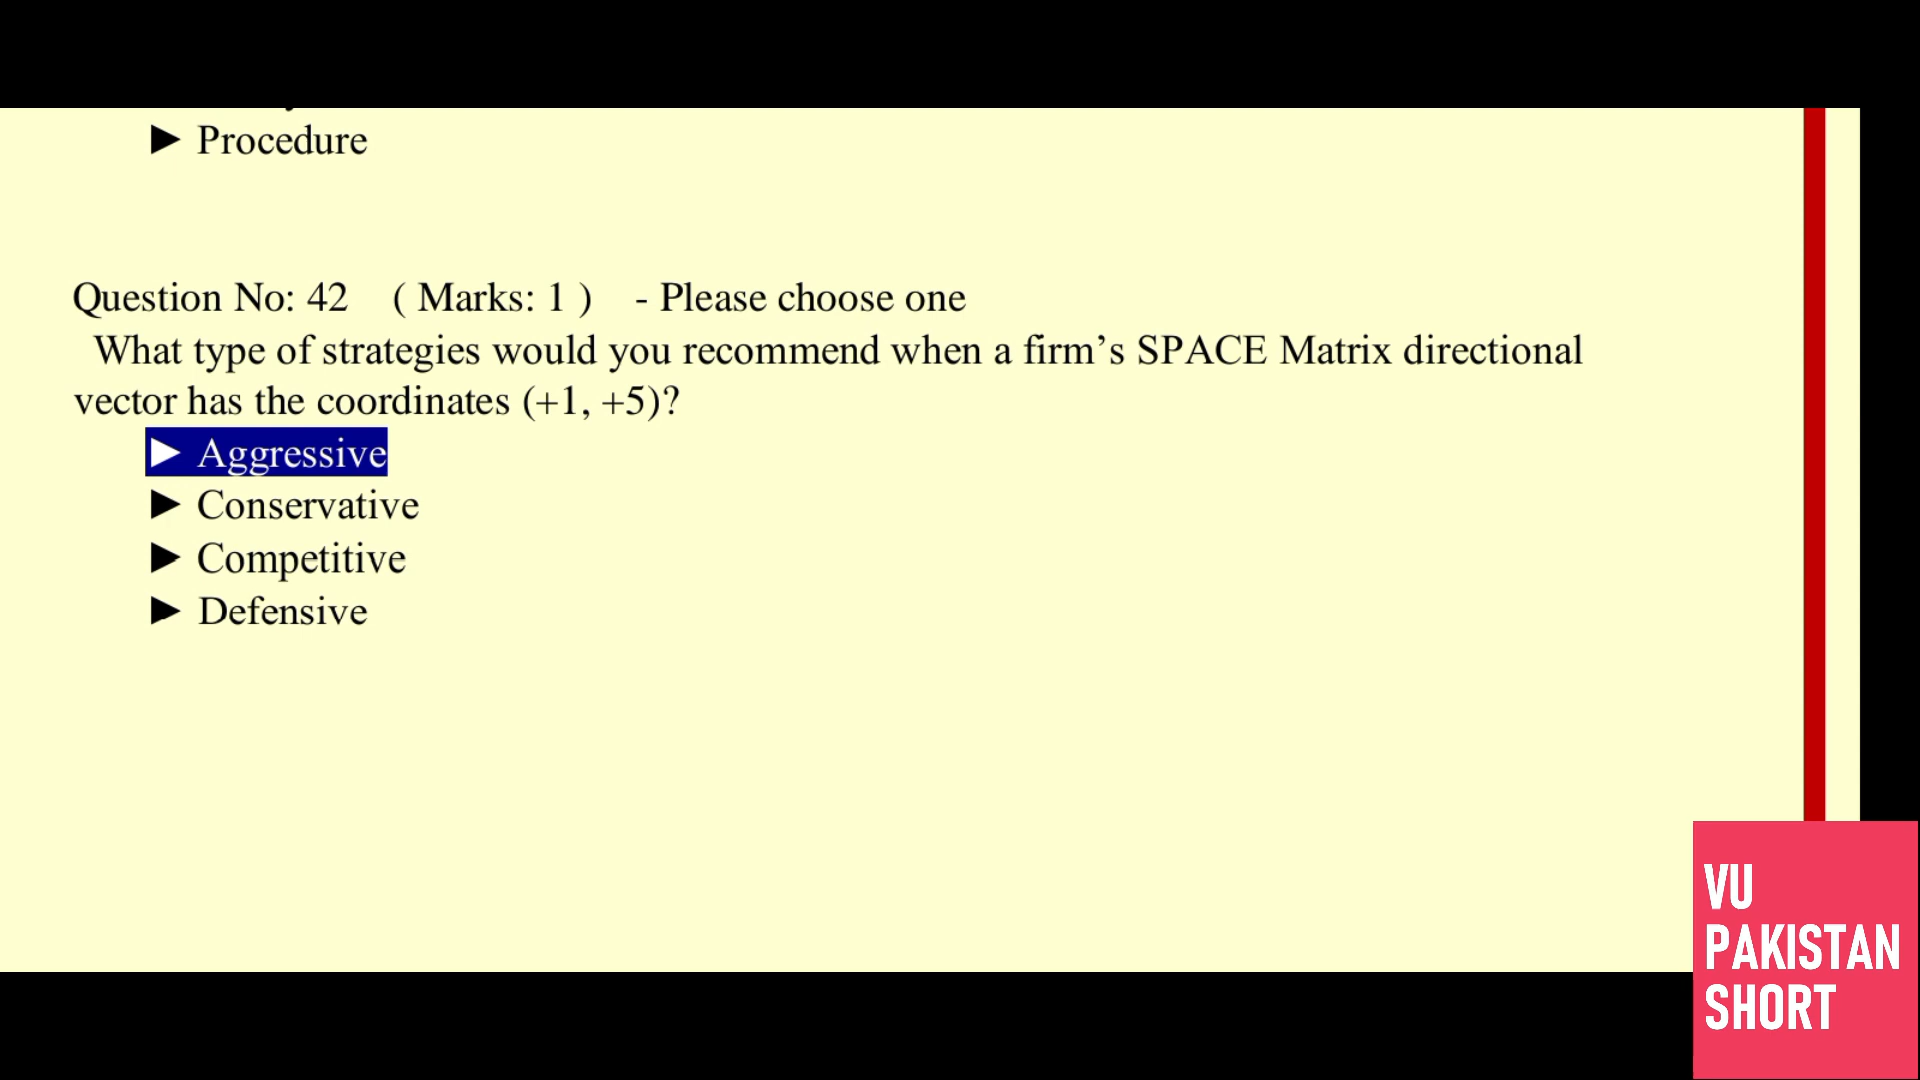 ► Procedure
Question No: 42 ( Marks: 1 ) - Please choose one
What type of strategies would you recommend when a firm’s SPACE Matrix directional
vector has the coordinates (+1, +5)?
► Aggressive
► Conservative
► Competitive
► Defensive
VU
PAKISTAN
SHORT